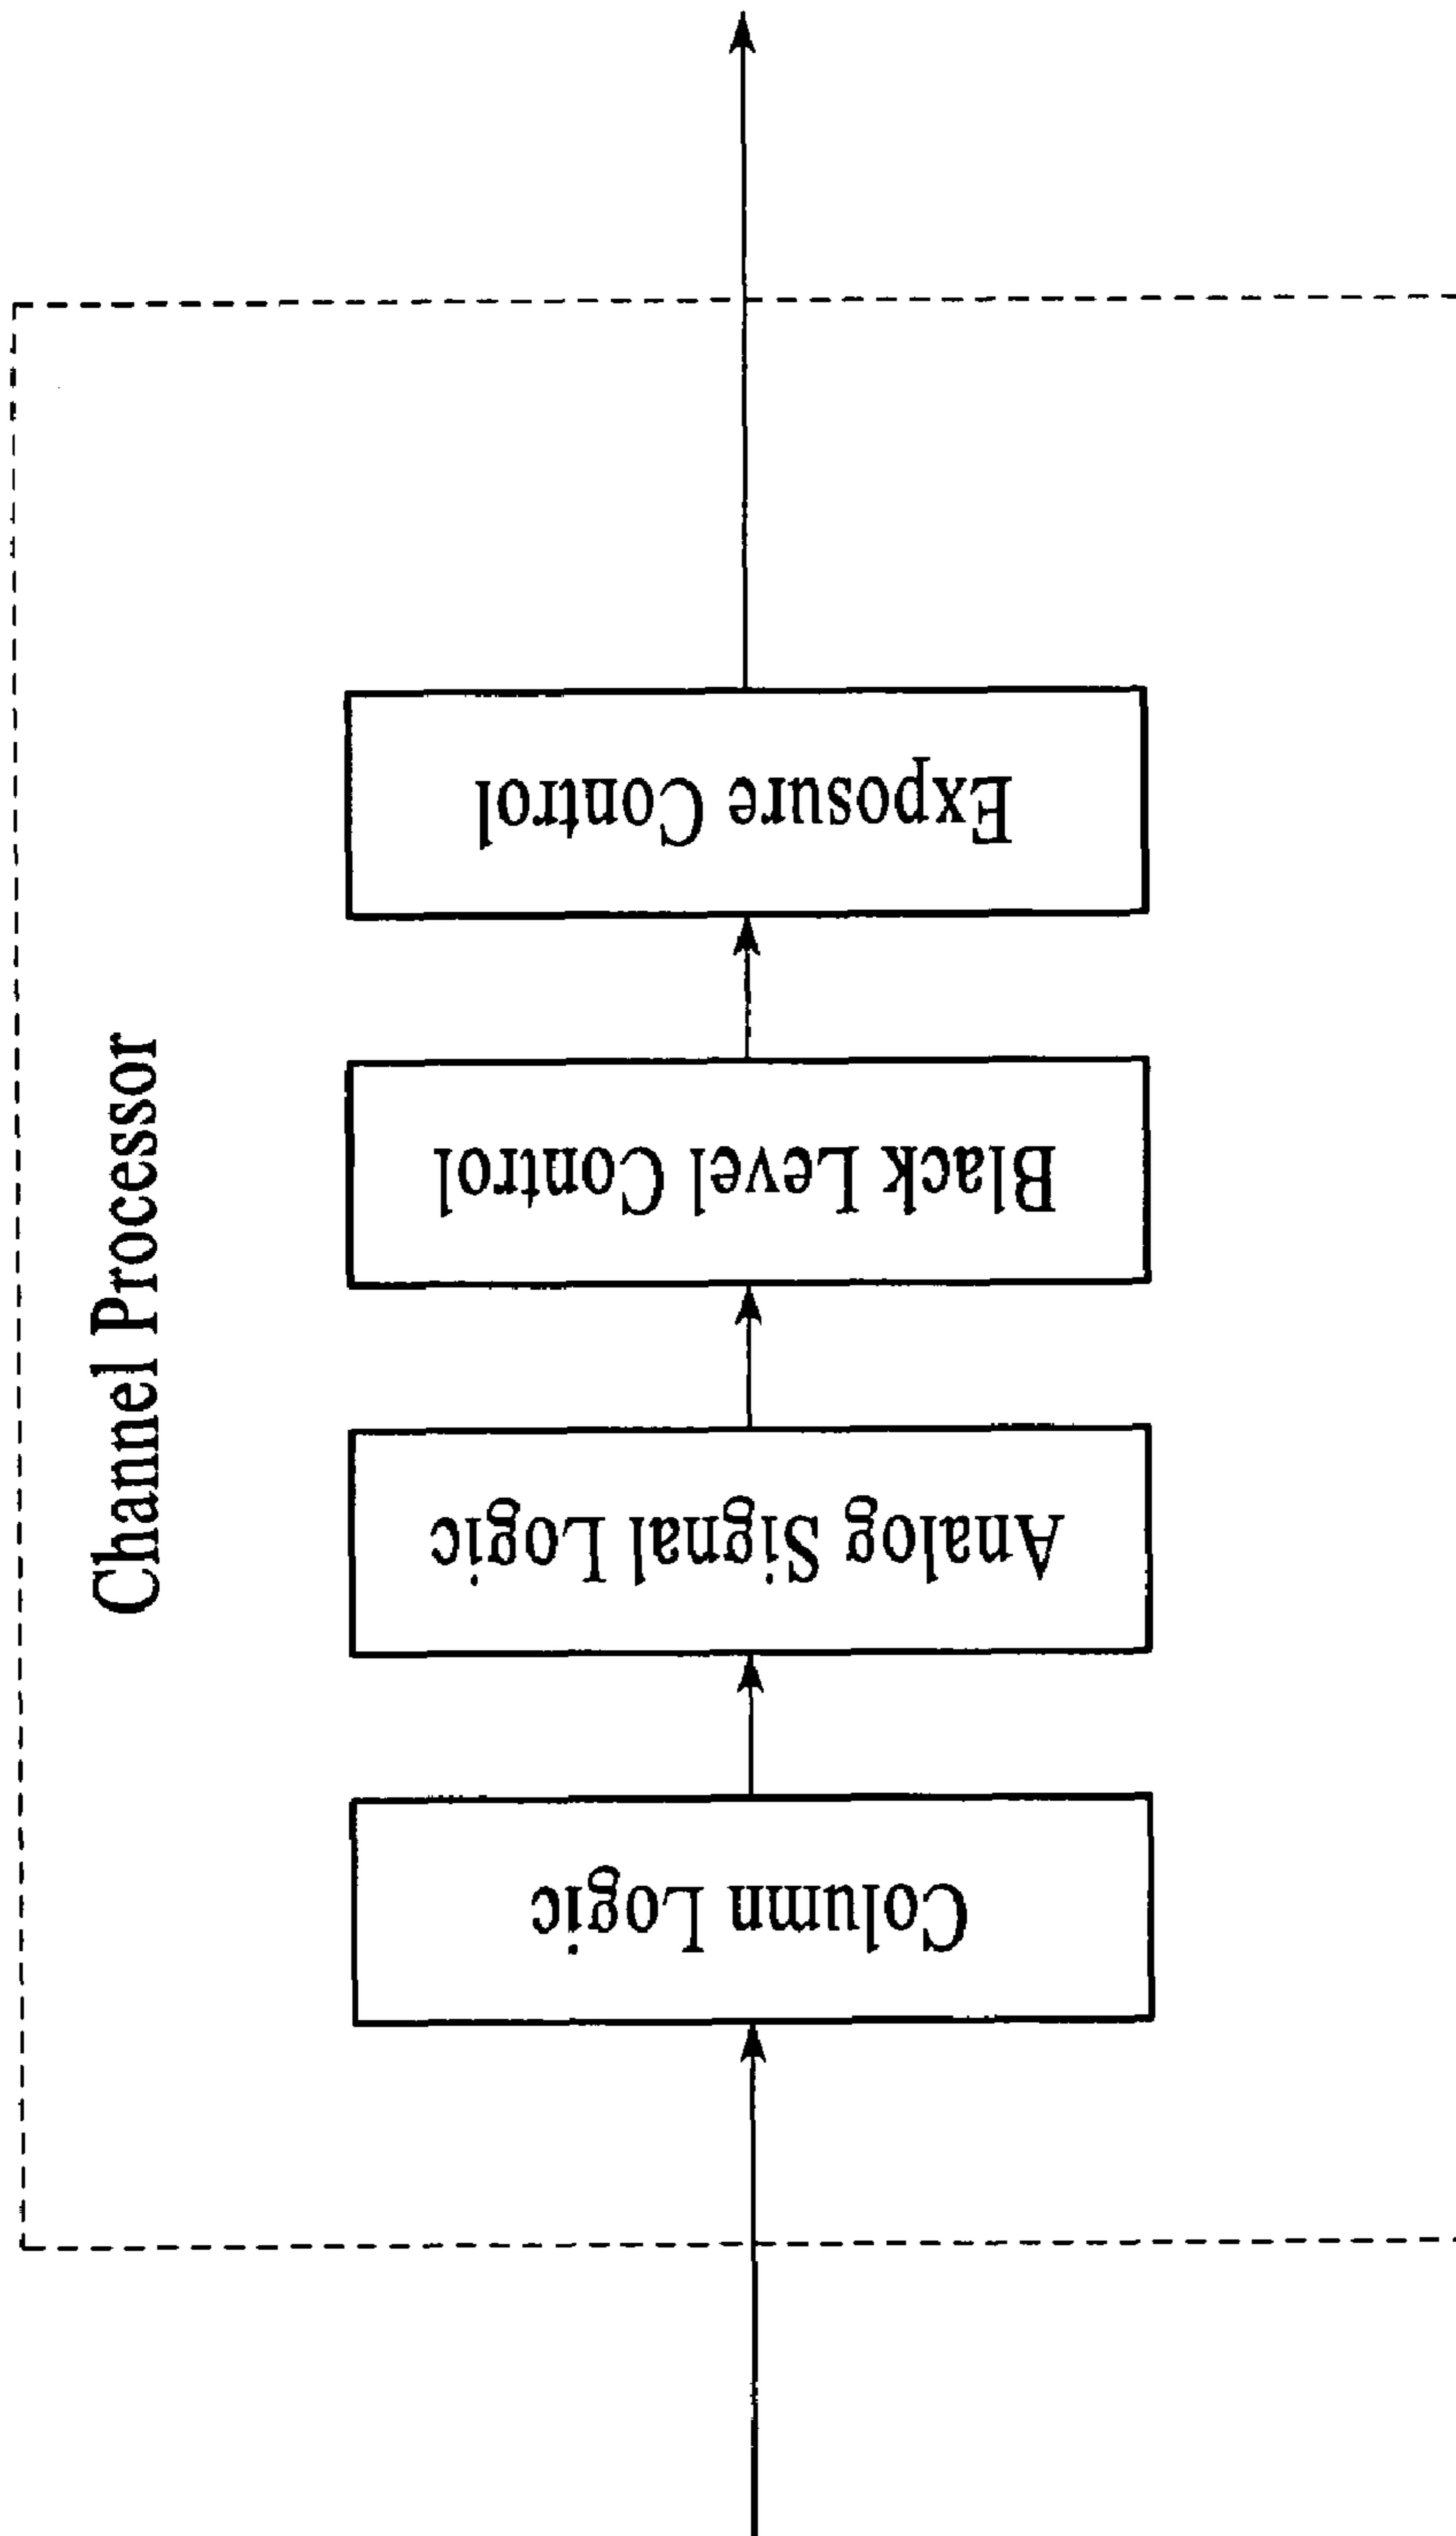 Channel Processor
Column Logic
Analog Signal Logic
Black Level Control
Exposure Control